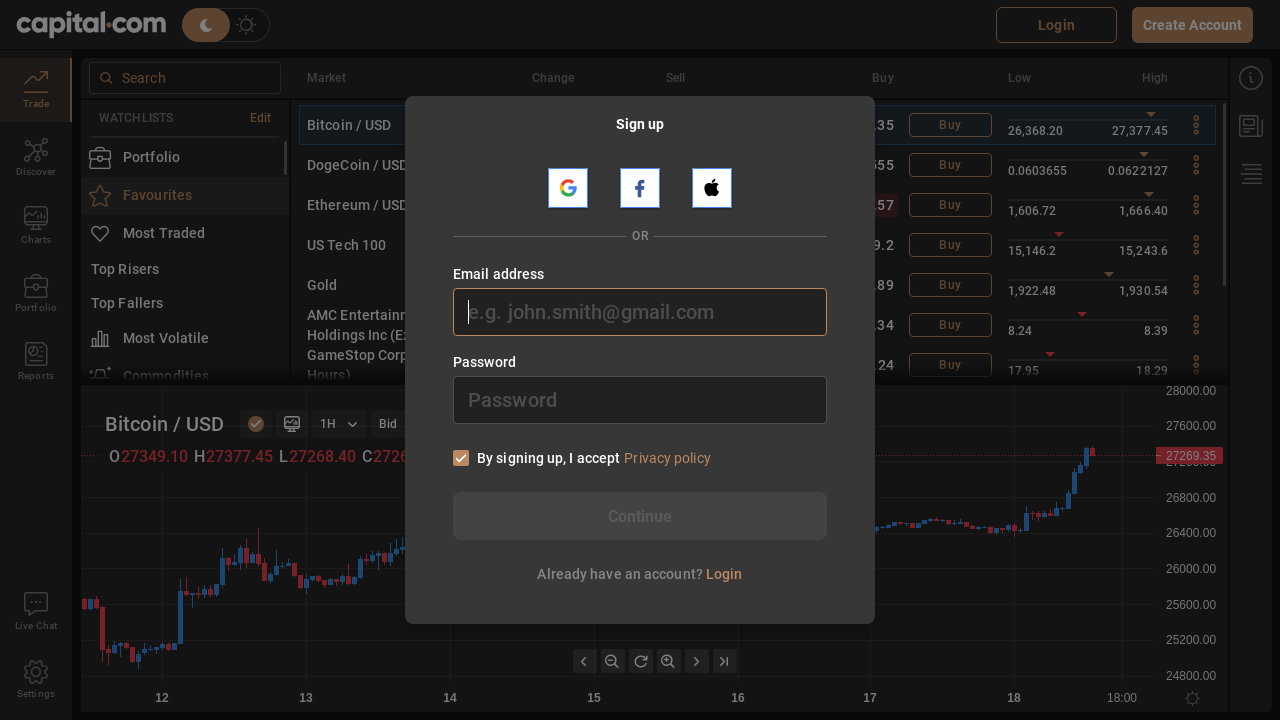 capital.com
Login
Create Account
Trade
Discover
Charts
Portfolio
Reports
Live Chat
Settings
Search
WATCHLISTS Edit
Portfolio
Favourites
Most Traded
Top Risers
Top Fallers
Most Volatile
Commodities
Market Change Sell Buy Low High
Bitcoin / USD .35 Buy 26,368.20 27,377.45
DogeCoin / USD 555 Buy 0.0603655 0.0622127
Ethereum / USD .57 Buy 1,606.72 1,666.40
US Tech 100 9.2 Buy 15,146.2 15,243.6
Gold .89 Buy 1,922.48 1,930.54
AMC Entertainm
Holdings Inc (Ex .34 Buy 8.24 8.39
GameStop Corp
Hours) .24 Buy 17.95 18.29
Sign up
OR
Email address
e.g. john.smith@gmail.com
Password
Password
By signing up, I accept Privacy policy
Continue
Already have an account? Login
Bitcoin / USD
1H
Bid
O27349.10 H27377.45 L27268.40 C2726
28000.00
27600.00
27269.35
27200.00
26800.00
26400.00
26000.00
25600.00
25200.00
24800.00
12 13 14 15 16 17 18 18:00